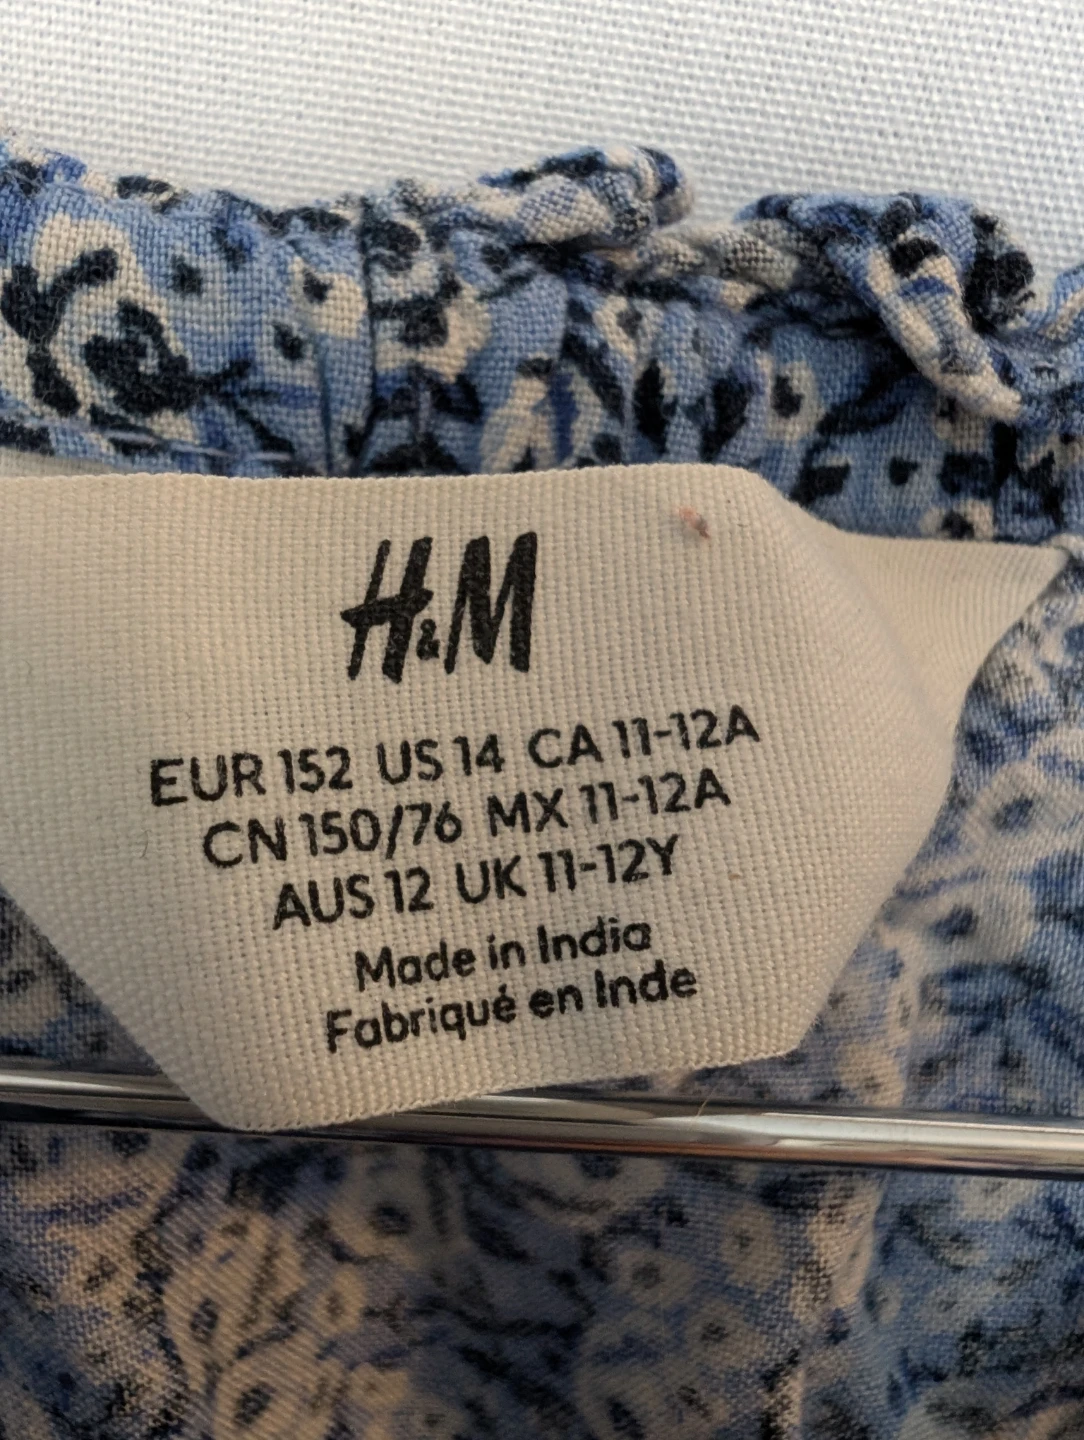 H&M
EUR 152 US 14 CA 11-12A
CN 150/76 MX 11-12A
AUS 12 UK 11-12Y
Made in India
Fabriqué en Inde